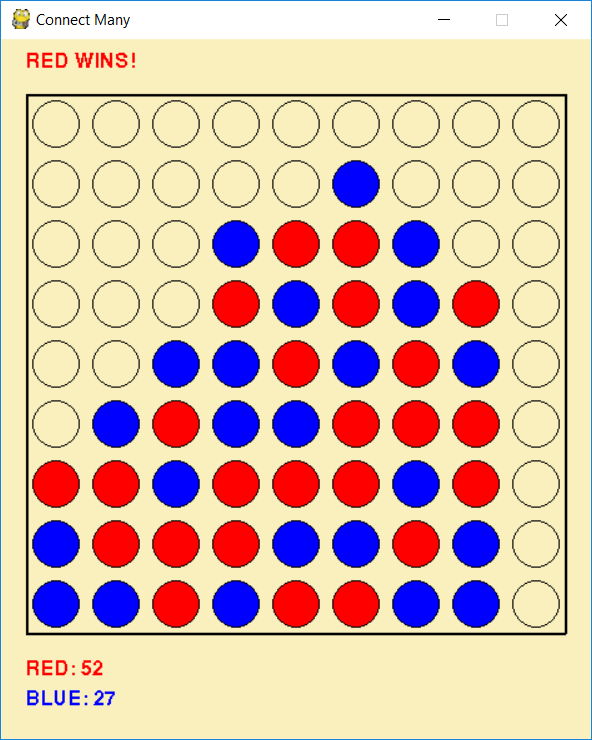 Connect Many
RED WINS!
RED: 52
BLUE: 27